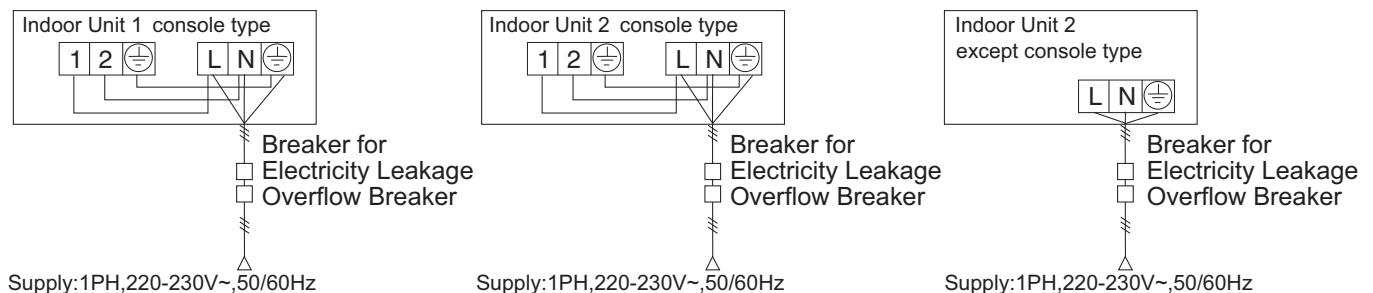 Indoor Unit 1 console type
1 2 L N
Breaker for
Electricity Leakage
Overflow Breaker
Supply:1PH,220-230V~,50/60Hz
Indoor Unit 2 console type
1 2 L N
Breaker for
Electricity Leakage
Overflow Breaker
Supply:1PH,220-230V~,50/60Hz
Indoor Unit 2
except console type
L N
Breaker for
Electricity Leakage
Overflow Breaker
Supply:1PH,220-230V~,50/60Hz